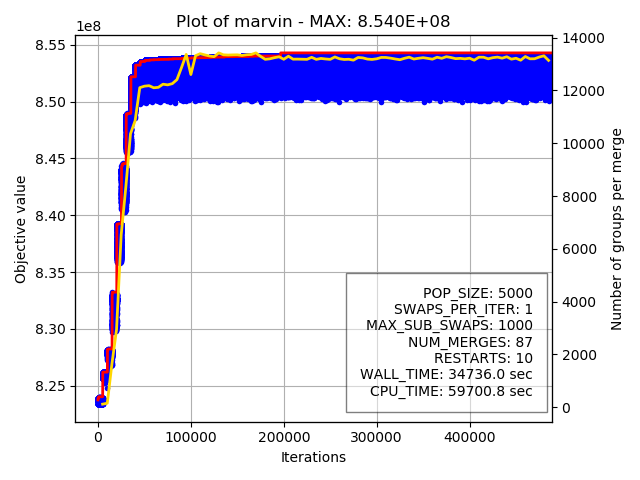 Plot of marvin - MAX: 8.540E+08
1e8
8.55
8.50
8.45
8.40
8.35
8.30
8.25
Objective value
14000
12000
10000
8000
6000
4000
2000
0
Number of groups per merge
POP_SIZE: 5000
SWAPS_PER_ITER: 1
MAX_SUB_SWAPS: 1000
NUM_MERGES: 87
RESTARTS: 10
WALL_TIME: 34736.0 sec
CPU_TIME: 59700.8 sec
0 100000 200000 300000 400000
Iterations